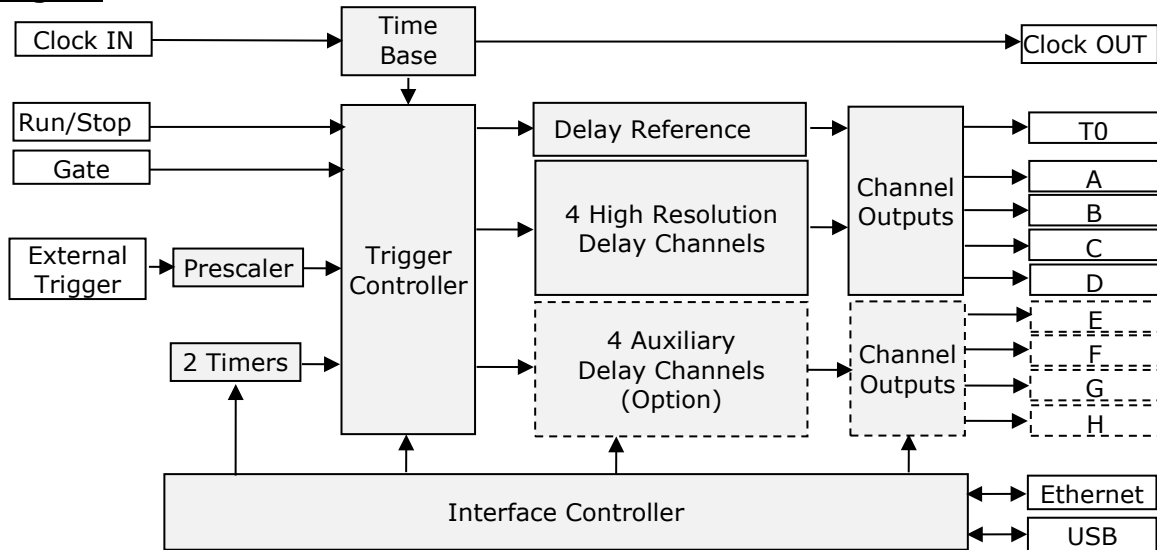 Clock IN
Time
Base
Clock OUT
Run/Stop
Gate
External
Trigger
Prescaler
2 Timers
Trigger
Controller
Delay Reference
4 High Resolution
Delay Channels
4 Auxiliary
Delay Channels
(Option)
Channel
Outputs
Channel
Outputs
T0
A
B
C
D
E
F
G
H
Interface Controller
Ethernet
USB